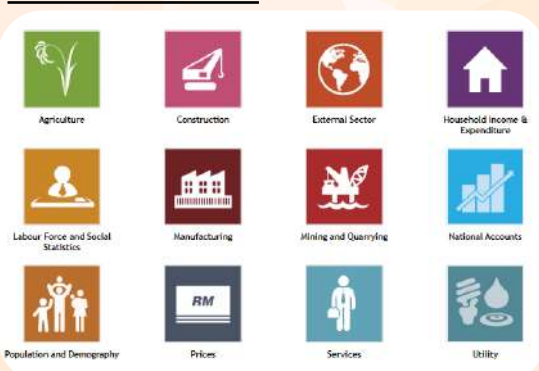 Agriculture
Construction
External Sector
Household Income &
Expenditure
Labour Force and Social
Statistics
Manufacturing
Mining and Quarrying
National Accounts
RM
Population and Demography
Prices
Services
Utility